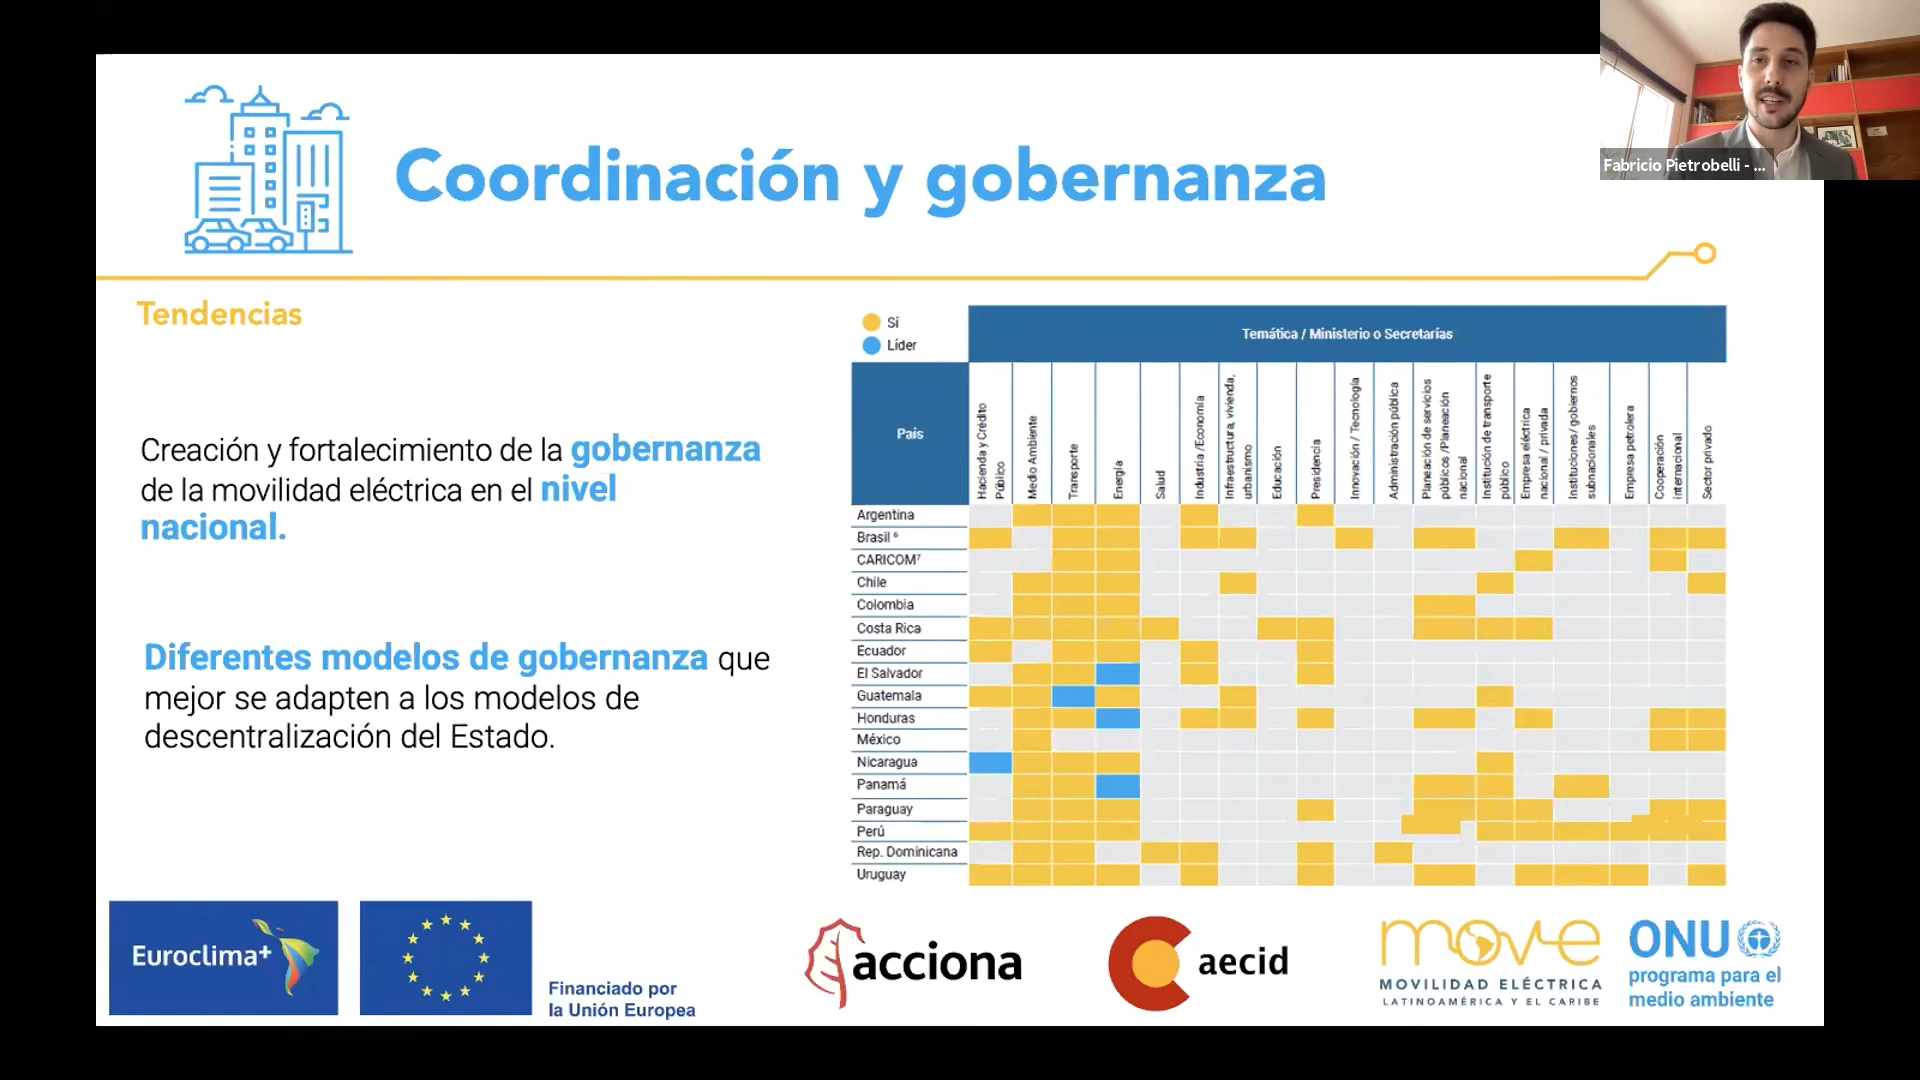 Fabricio Pietrobelli - ...
Coordinación y gobernanza
Tendencias
Creación y fortalecimiento de la gobernanza
de la movilidad eléctrica en el nivel
nacional.
Diferentes modelos de gobernanza que
mejor se adapten a los modelos de
descentralización del Estado.
Sí
Líder
Temática / Ministerio o Secretarías
País
Hacienda y Crédito
Público
Medio Ambiente
Transporte
Energía
Salud
Industria /Economía
Infraestructura, vivienda,
urbanismo
Educación
Presidencia
Innovación / Tecnología
Administración pública
Planeación de servicios
públicos /Planeación
nacional
Institución de transporte
público
Empresa eléctrica
nacional / privada
Instituciones/ gobiernos
subnacionales
Empresa petrolera
Cooperación
internacional
Sector privado
Argentina
Brasil ⁶
CARICOM⁷
Chile
Colombia
Costa Rica
Ecuador
El Salvador
Guatemala
Honduras
México
Nicaragua
Panamá
Paraguay
Perú
Rep. Dominicana
Uruguay
Euroclima+
Financiado por
la Unión Europea
acciona
aecid
move
MOVILIDAD ELÉCTRICA
LATINOAMÉRICA Y EL CARIBE
ONU
programa para el
medio ambiente